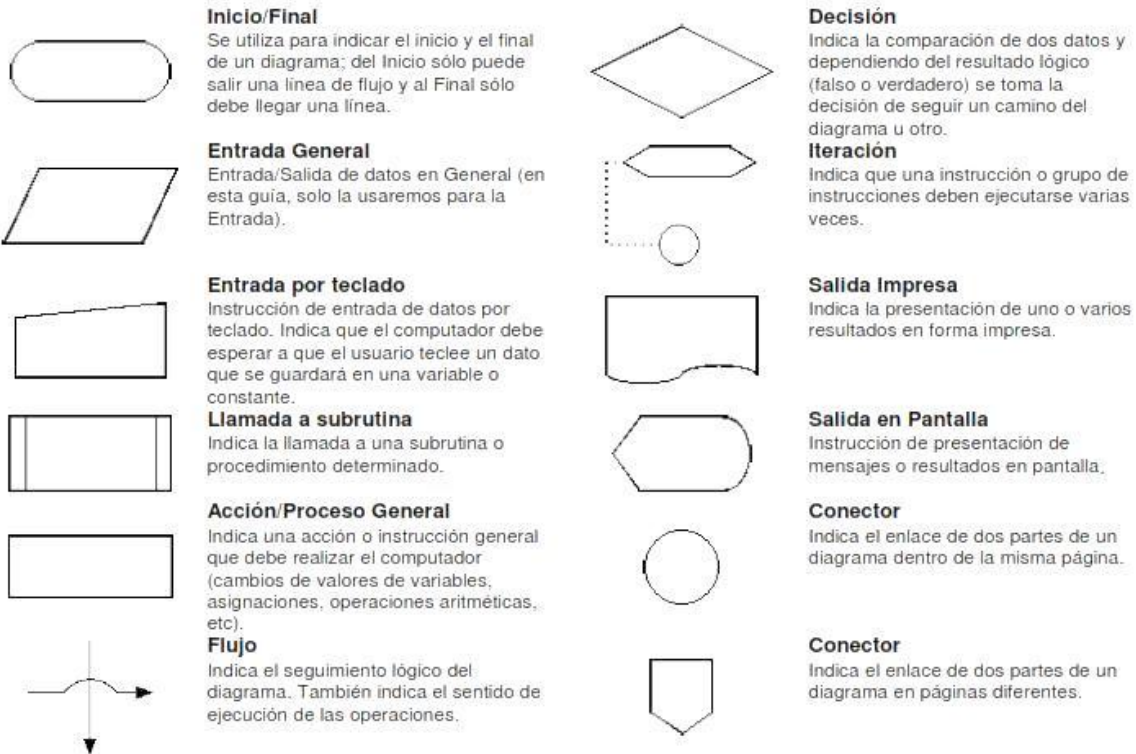 Inicio/Final
Se utiliza para indicar el inicio y el final
de un diagrama; del Inicio sólo puede
salir una línea de flujo y al Final sólo
debe llegar una línea.
Entrada General
Entrada/Salida de datos en General (en
esta guía, solo la usaremos para la
Entrada).
Entrada por teclado
Instrucción de entrada de datos por
teclado. Indica que el computador debe
esperar a que el usuario teclee un dato
que se guardará en una variable o
constante.
Llamada a subrutina
Indica la llamada a una subrutina o
procedimiento determinado.
Acción/Proceso General
Indica una acción o instrucción general
que debe realizar el computador
(cambios de valores de variables,
asignaciones, operaciones aritméticas,
etc).
Flujo
Indica el seguimiento lógico del
diagrama. También indica el sentido de
ejecución de las operaciones.
Decisión
Indica la comparación de dos datos y
dependiendo del resultado lógico
(falso o verdadero) se toma la
decisión de seguir un camino del
diagrama u otro.
Iteración
Indica que una instrucción o grupo de
instrucciones deben ejecutarse varias
veces.
Salida Impresa
Indica la presentación de uno o varios
resultados en forma impresa.
Salida en Pantalla
Instrucción de presentación de
mensajes o resultados en pantalla.
Conector
Indica el enlace de dos partes de un
diagrama dentro de la misma página.
Conector
Indica el enlace de dos partes de un
diagrama en páginas diferentes.